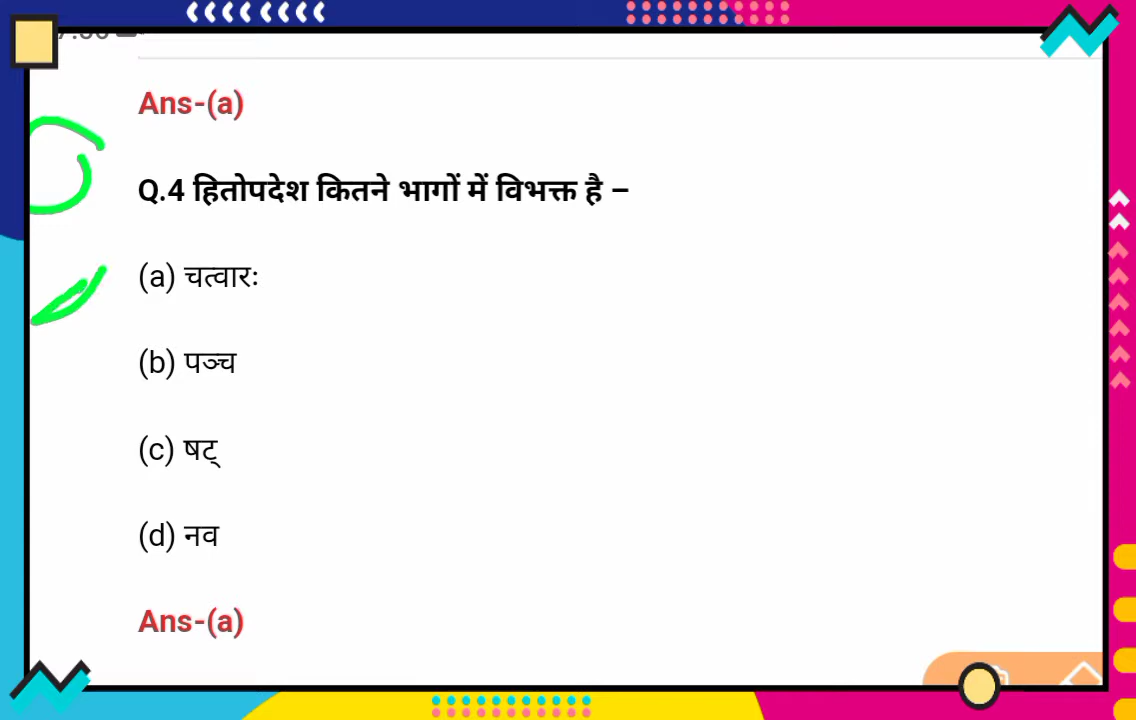 Ans-(a)
Q.4 हितोपदेश कितने भागों में विभक्त है –
(a) चत्वारः
(b) पञ्च
(c) षट्
(d) नव
Ans-(a)